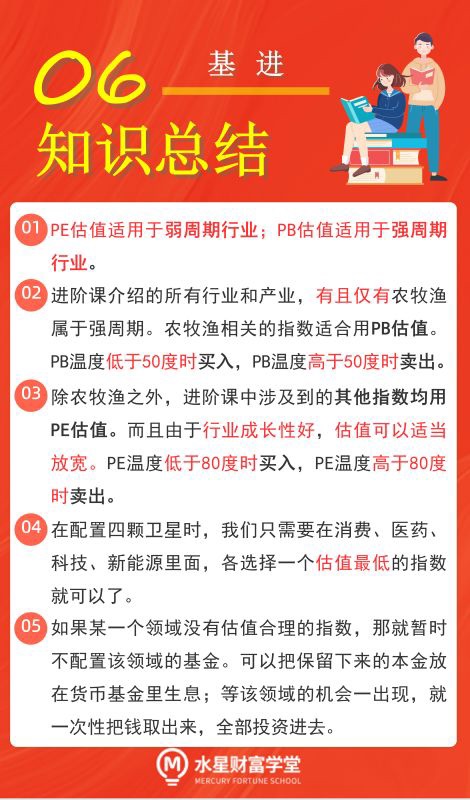 06
基进
知识总结
01 PE估值适用于弱周期行业；PB估值适用于强周期
行业。
02 进阶课介绍的所有行业和产业，有且仅有农牧渔
属于强周期。农牧渔相关的指数适合用PB估值。
PB温度低于50度时买入，PB温度高于50度时卖出。
03 除农牧渔之外，进阶课中涉及到的其他指数均用
PE估值。而且由于行业成长性好，估值可以适当
放宽。PE温度低于80度时买入，PE温度高于80度
时卖出。
04 在配置四颗卫星时，我们只需要在消费、医药、
科技、新能源里面，各选择一个估值最低的指数
就可以了。
05 如果某一个领域没有估值合理的指数，那就暂时
不配置该领域的基金。可以把保留下来的本金放
在货币基金里生息；等该领域的机会一出现，就
一次性把钱取出来，全部投资进去。
M 水星财富学堂
MERCURY FORTUNE SCHOOL